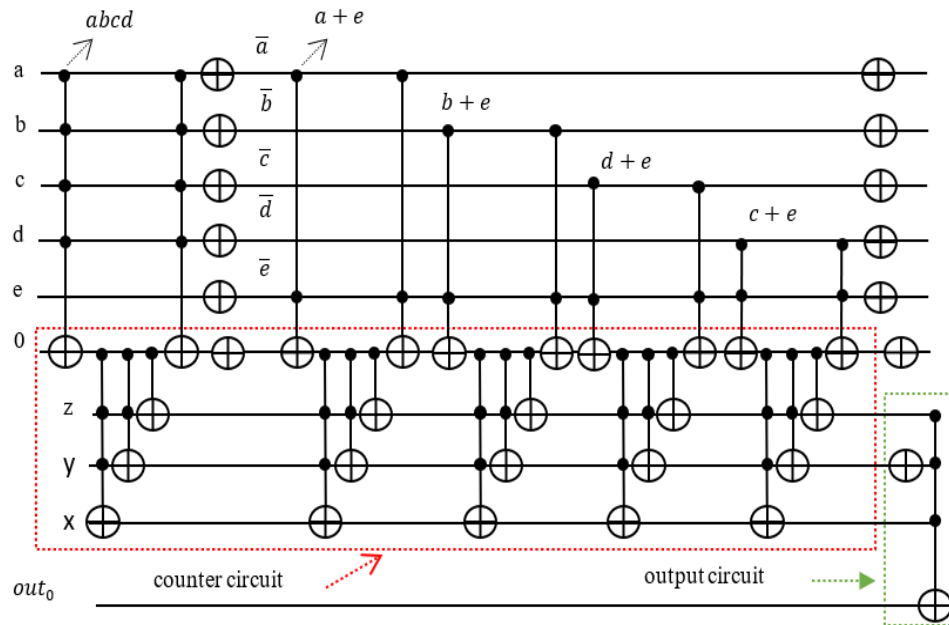 abcd
a + e
a̅
a
b̅
b + e
b
c̅
d + e
c
d̅
c + e
d
e̅
e
0
z
y
x
counter circuit
output circuit
out₀